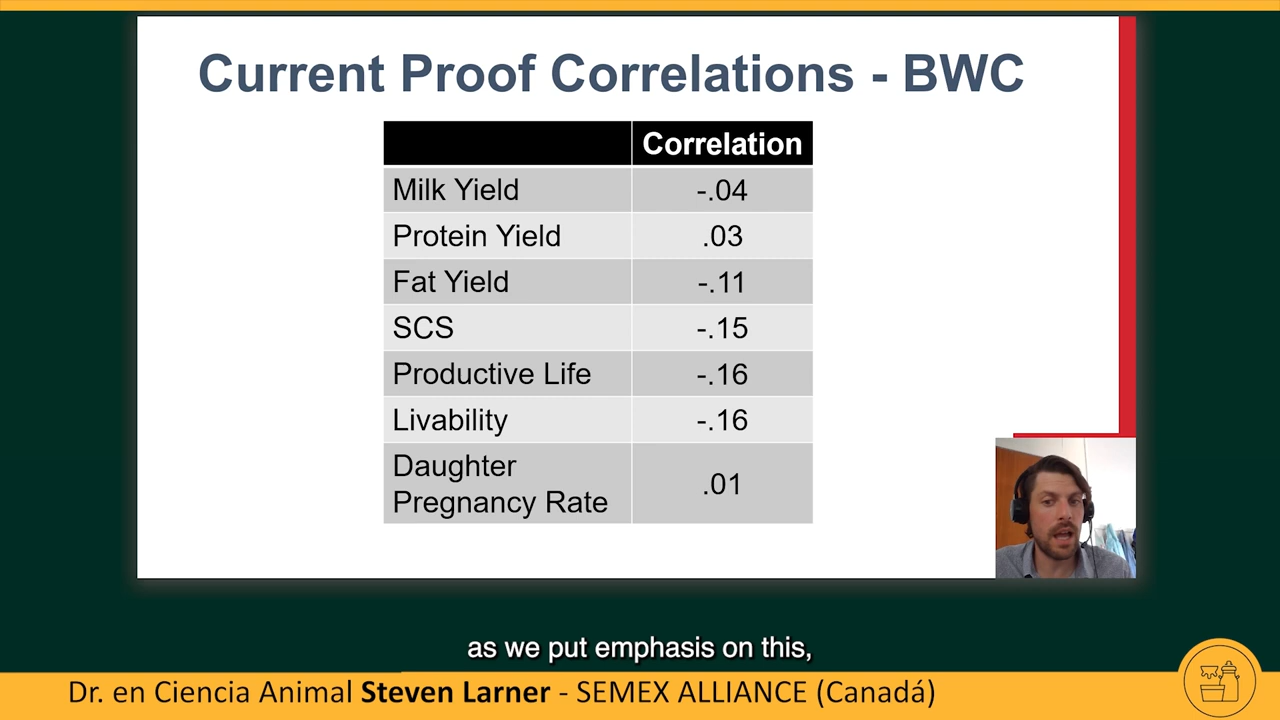 Current Proof Correlations - BWC
Correlation
Milk Yield -.04
Protein Yield .03
Fat Yield -.11
SCS -.15
Productive Life -.16
Livability -.16
Daughter
Pregnancy Rate .01
as we put emphasis on this,
Dr. en Ciencia Animal Steven Larner - SEMEX ALLIANCE (Canadá)